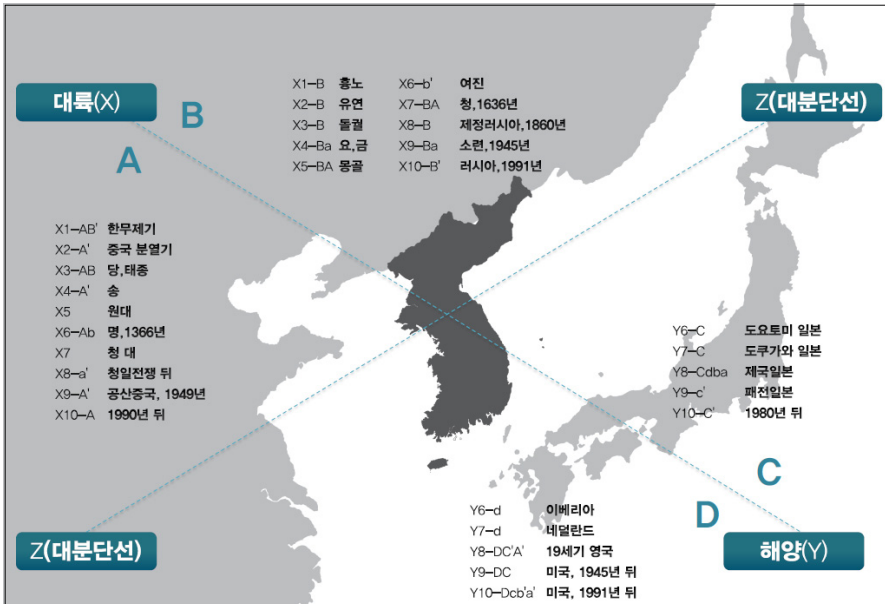 대륙(X)
B
A
Z(대분단선)
X1-B 흉노
X2-B 유연
X3-B 돌궐
X4-Ba 요,금
X5-BA 몽골
X6-b' 여진
X7-BA 청,1636년
X8-B 제정러시아,1860년
X9-Ba 소련,1945년
X10-B' 러시아,1991년
X1-AB' 한무제기
X2-A' 중국 분열기
X3-AB 당,태종
X4-A' 송
X5 원대
X6-Ab 명,1366년
X7 청 대
X8-a' 청일전쟁 뒤
X9-A' 공산중국, 1949년
X10-A 1990년 뒤
Y6-C 도요토미 일본
Y7-C 도쿠가와 일본
Y8-Cdba 제국일본
Y9-c' 패전일본
Y10-C' 1980년 뒤
C
D
Y6-d 이베리아
Y7-d 네덜란드
Y8-DC'A' 19세기 영국
Y9-DC 미국, 1945년 뒤
Y10-Dcb'a' 미국, 1991년 뒤
Z(대분단선)
해양(Y)